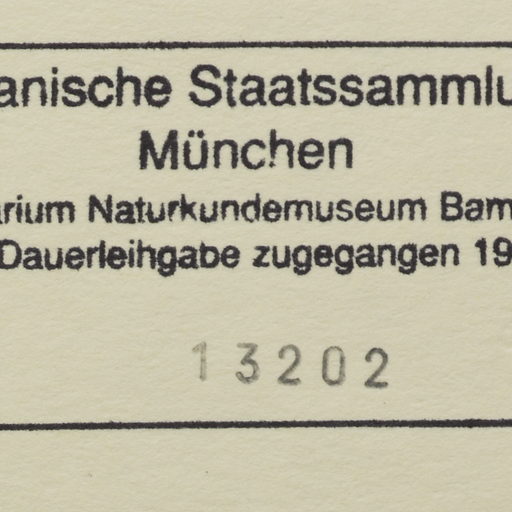 anische Staatssammlu
München
arium Naturkundemuseum Bam
Dauerleihgabe zugegangen 19
13202